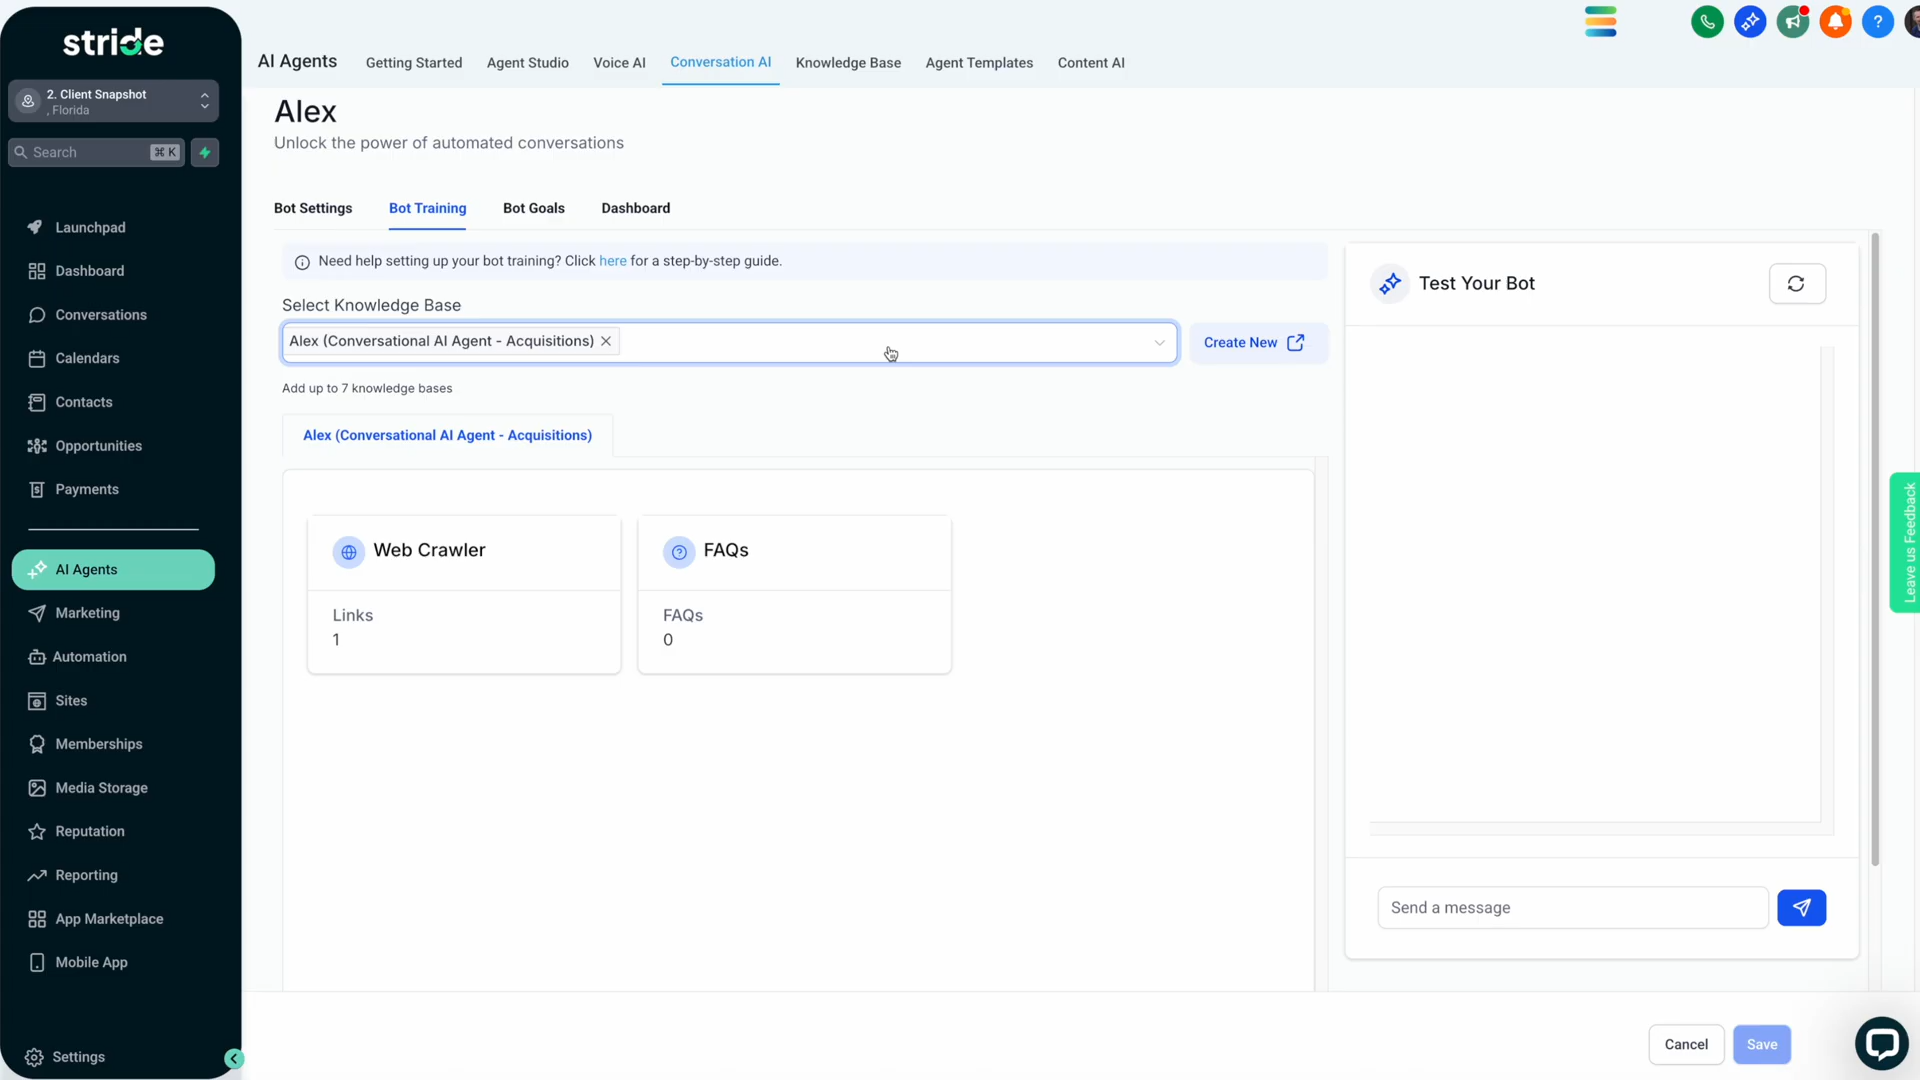 stride
2. Client Snapshot
, Florida
Search
⌘ K
Launchpad
Dashboard
Conversations
Calendars
Contacts
Opportunities
Payments
AI Agents
Marketing
Automation
Sites
Memberships
Media Storage
Reputation
Reporting
App Marketplace
Mobile App
Settings
AI Agents
Getting Started
Agent Studio
Voice AI
Conversation AI
Knowledge Base
Agent Templates
Content AI
Alex
Unlock the power of automated conversations
Bot Settings
Bot Training
Bot Goals
Dashboard
Need help setting up your bot training? Click here for a step-by-step guide.
Select Knowledge Base
Alex (Conversational AI Agent - Acquisitions)
Create New
Add up to 7 knowledge bases
Alex (Conversational AI Agent - Acquisitions)
Web Crawler
Links
1
FAQs
FAQs
0
Test Your Bot
Send a message
Leave us Feedback
Cancel
Save